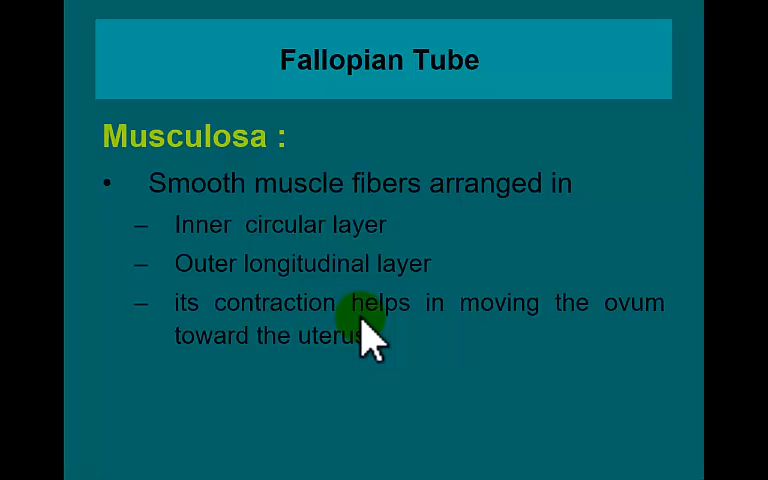 Fallopian Tube
Musculosa :
• Smooth muscle fibers arranged in
– Inner circular layer
– Outer longitudinal layer
– its contraction helps in moving the ovum
toward the uterus